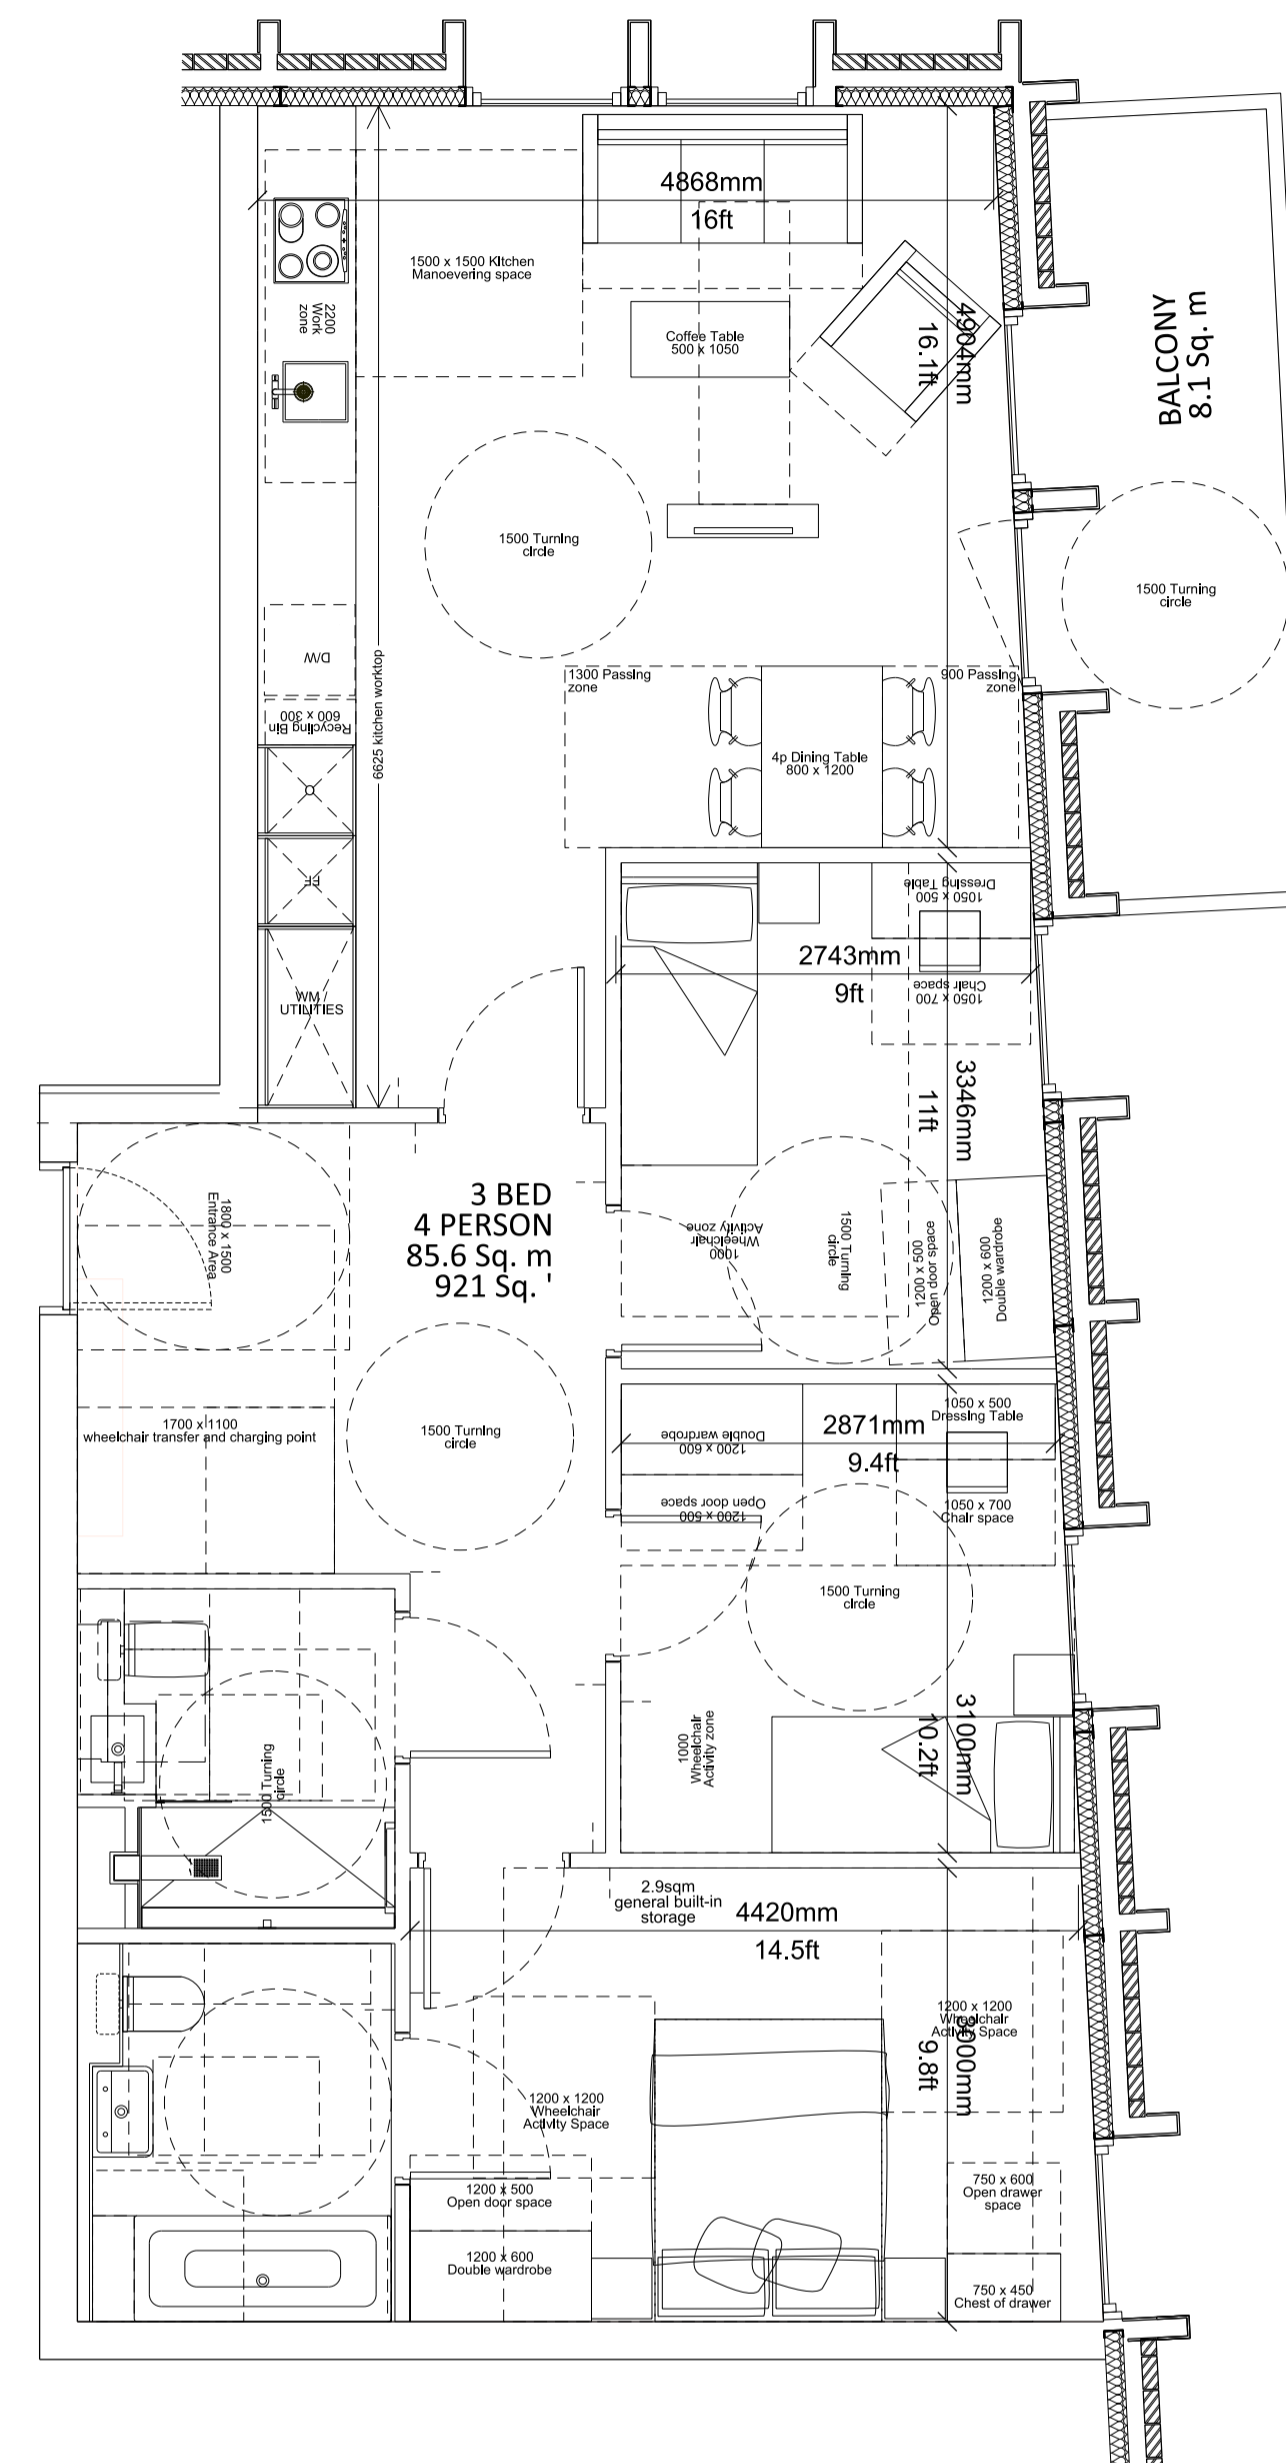 4868mm
16ft
1500 x 1500 Kitchen
Manoevering space
2200
Work
zone
Coffee Table
500 x 1050
4904mm
16.1ft
BALCONY
8.1 Sq. m
1500 Turning
circle
1500 Turning
circle
D/W
Recycling Bin
600 x 300
6625 kitchen worktop
1300 Passing
zone
900 Passing
zone
4p Dining Table
800 x 1200
O
FF
WM
UTILITIES
1050 x 500
Dressing Table
2743mm
9ft
1050 x 700
Chair space
3346mm
11ft
3 BED
4 PERSON
85.6 Sq. m
921 Sq. '
1800 x 1500
Entrance Area
1000
Wheelchair
Activity zone
1500 Turning
circle
1200 x 500
Open door space
1200 x 600
Double wardrobe
1700 x 1100
wheelchair transfer and charging point
1500 Turning
circle
1200 x 600
Double wardrobe
1200 x 500
Open door space
2871mm
9.4ft
1050 x 500
Dressing Table
1050 x 700
Chair space
1500 Turning
circle
1000
Wheelchair
Activity zone
3100mm
10.2ft
1500 Turning
circle
2.9sqm
general built-in
storage
4420mm
14.5ft
1200 x 1200
Wheelchair
Activity Space
3000mm
9.8ft
1200 x 1200
Wheelchair
Activity Space
1200 x 500
Open door space
1200 x 600
Double wardrobe
750 x 600
Open drawer
space
750 x 450
Chest of drawer